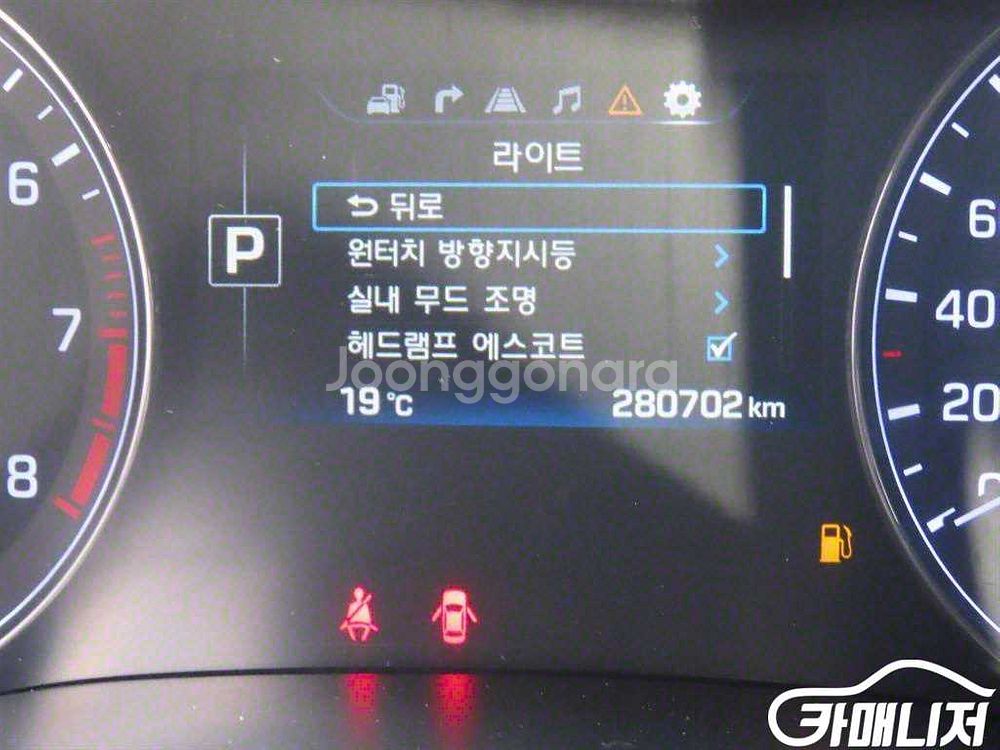 라이트
뒤로
6
P
원터치 방향지시등
6
실내 무드 조명
40
7
헤드램프 에스코트
Joonggonara
19 °C
280702 km
20
8
0
카매니저